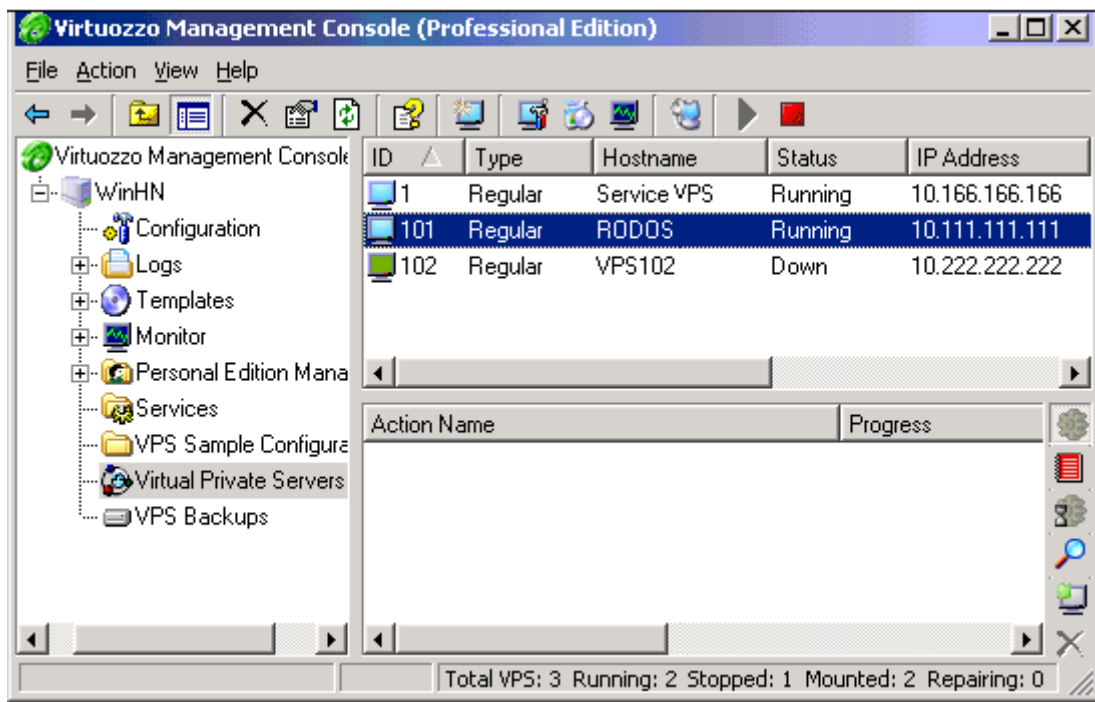 Virtuozzo Management Console (Professional Edition)
File Action View Help
Virtuozzo Management Console
WinHN
Configuration
Logs
Templates
Monitor
Personal Edition Mana
Services
VPS Sample Configura
Virtual Private Servers
VPS Backups
ID Type Hostname Status IP Address
1 Regular Service VPS Running 10.166.166.166
101 Regular RODOS Running 10.111.111.111
102 Regular VPS102 Down 10.222.222.222
Action Name Progress
Total VPS: 3 Running: 2 Stopped: 1 Mounted: 2 Repairing: 0